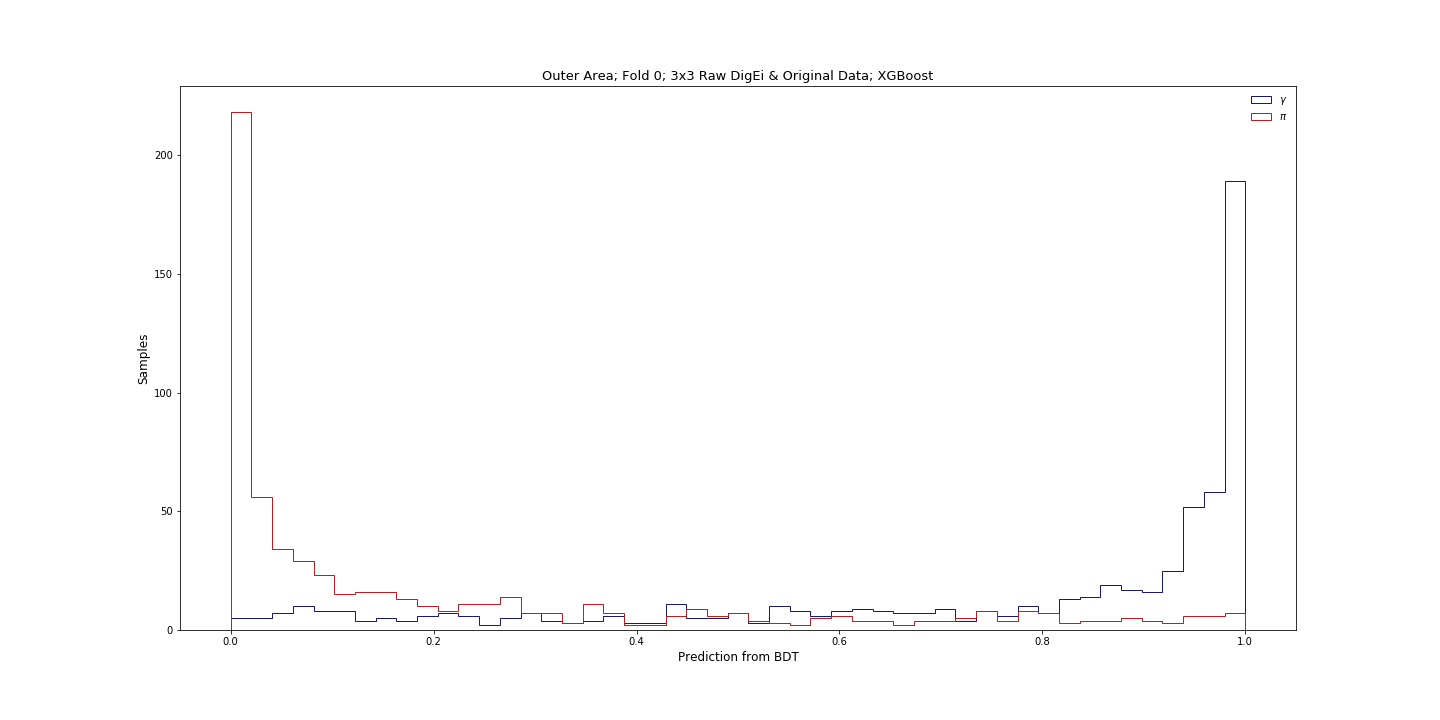 Outer Area; Fold 0; 3x3 Raw DigEi & Original Data; XGBoost
γ
π
200
150
100
50
0
Samples
0.0 0.2 0.4 0.6 0.8 1.0
Prediction from BDT